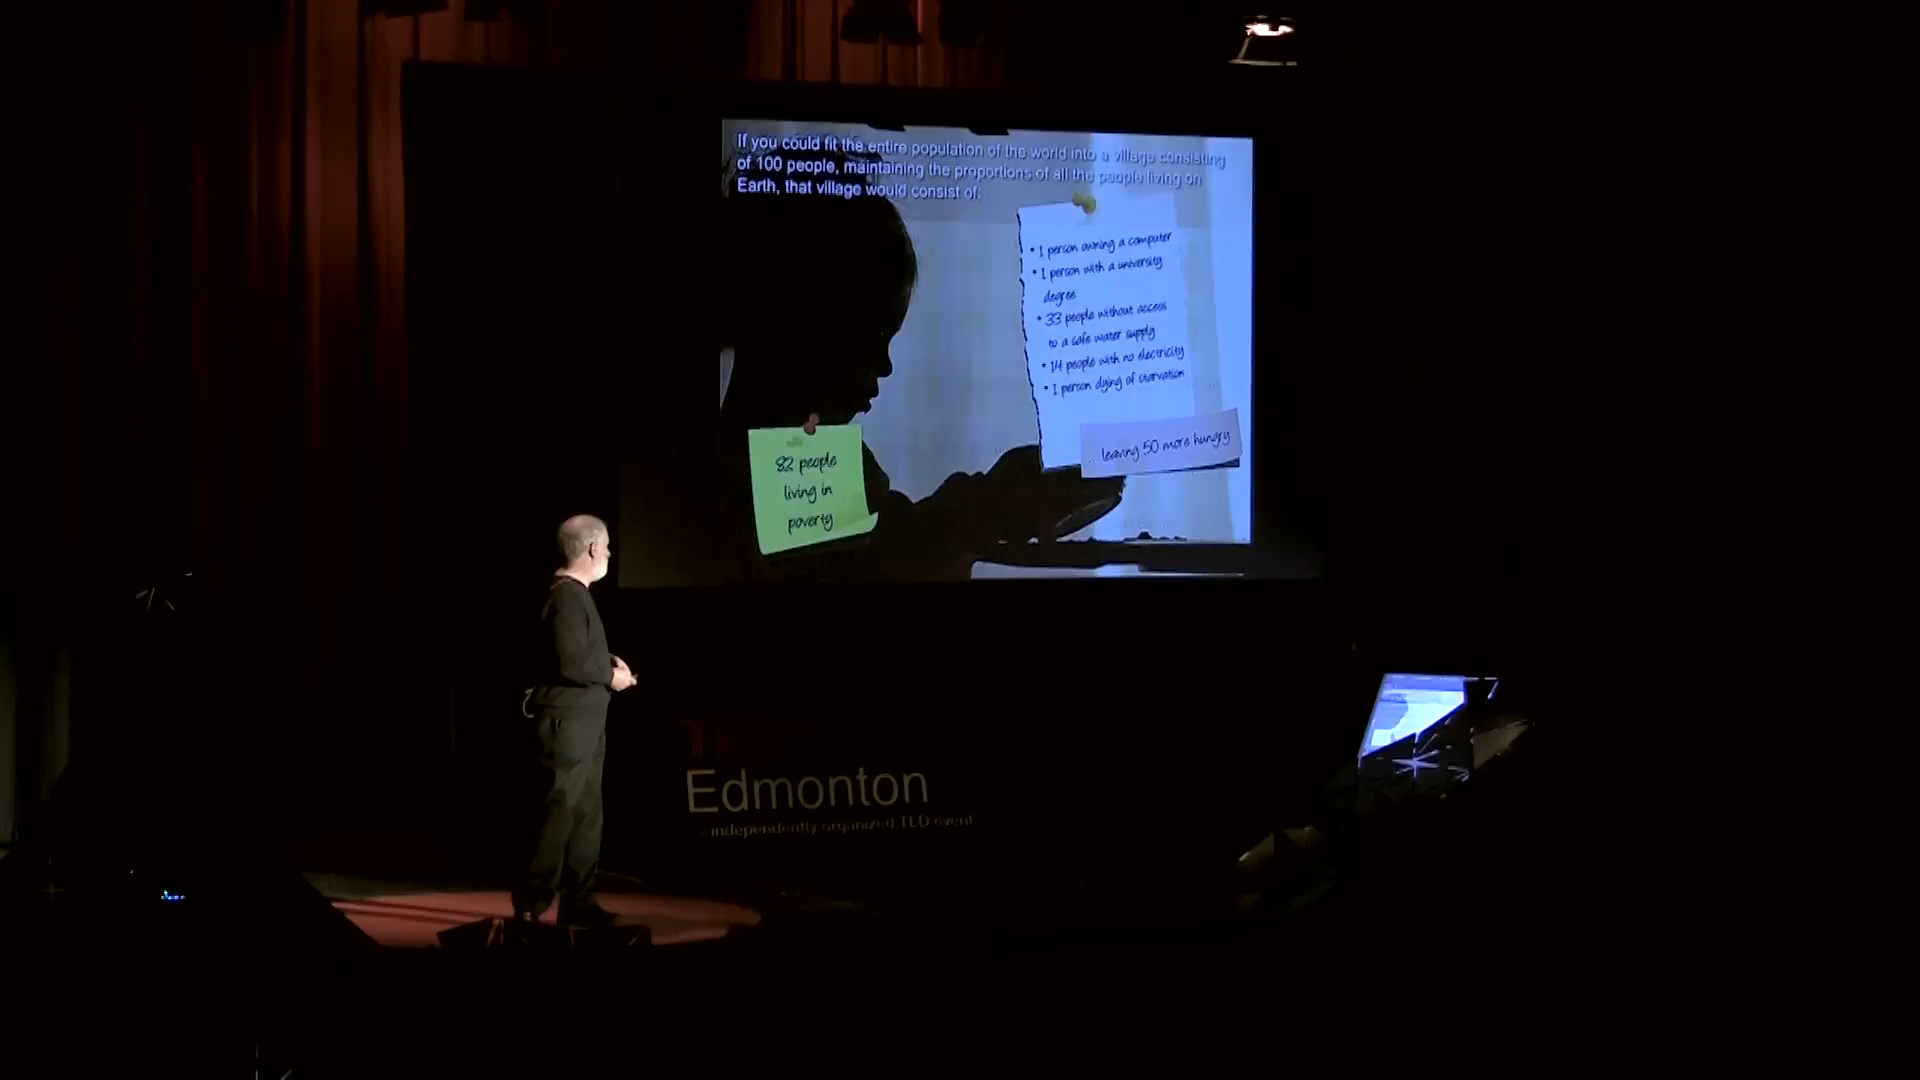 If you could fit the entire population of the world into a village consisting
of 100 people, maintaining the proportions of all the people living on
Earth, that village would consist of:
• 1 person owning a computer
• 1 person with a university
degree
• 33 people without access
to a safe water supply
• 14 people with no electricity
• 1 person dying of starvation
...leaving 50 more hungry
82 people
living in
poverty
Edmonton
independently organized TED event